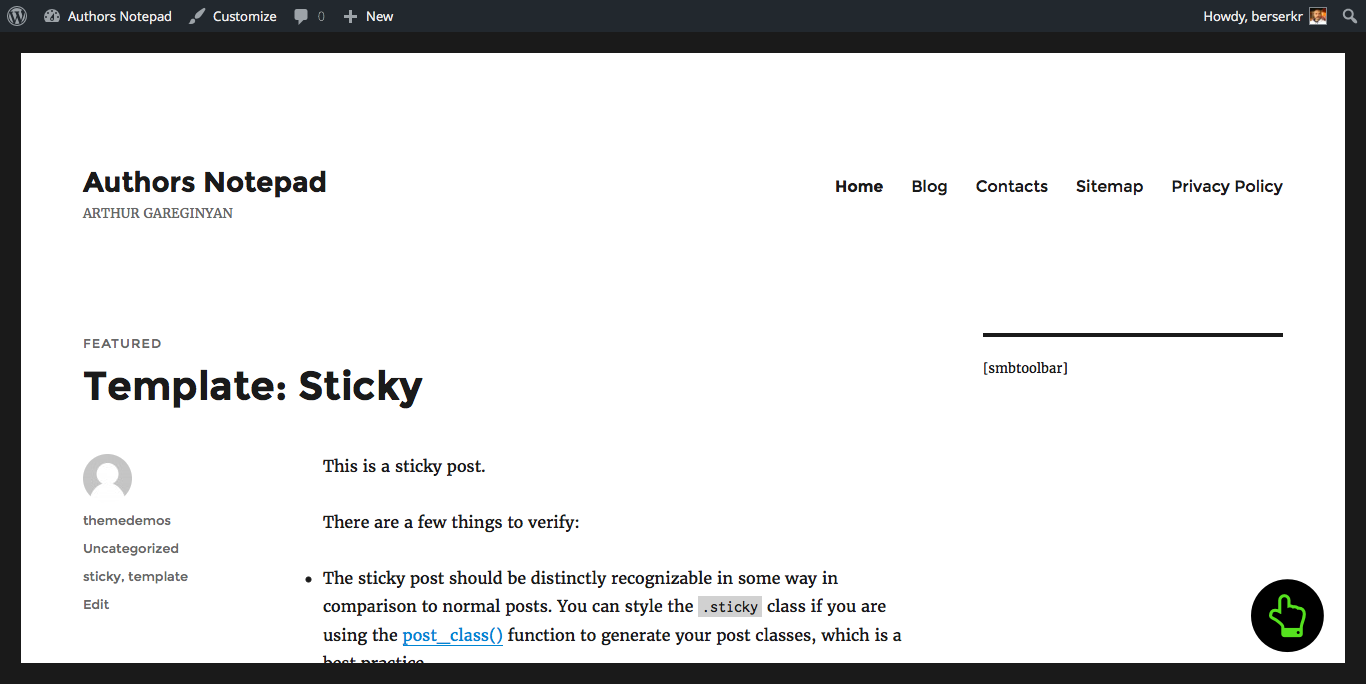 Authors Notepad Customize 0 New Howdy, berserkr
Authors Notepad
ARTHUR GAREGINYAN
Home Blog Contacts Sitemap Privacy Policy
FEATURED
Template: Sticky
[smbtoolbar]
themedemos
Uncategorized
sticky, template
Edit
This is a sticky post.
There are a few things to verify:
• The sticky post should be distinctly recognizable in some way in
comparison to normal posts. You can style the .sticky class if you are
using the post_class() function to generate your post classes, which is a
best practice.